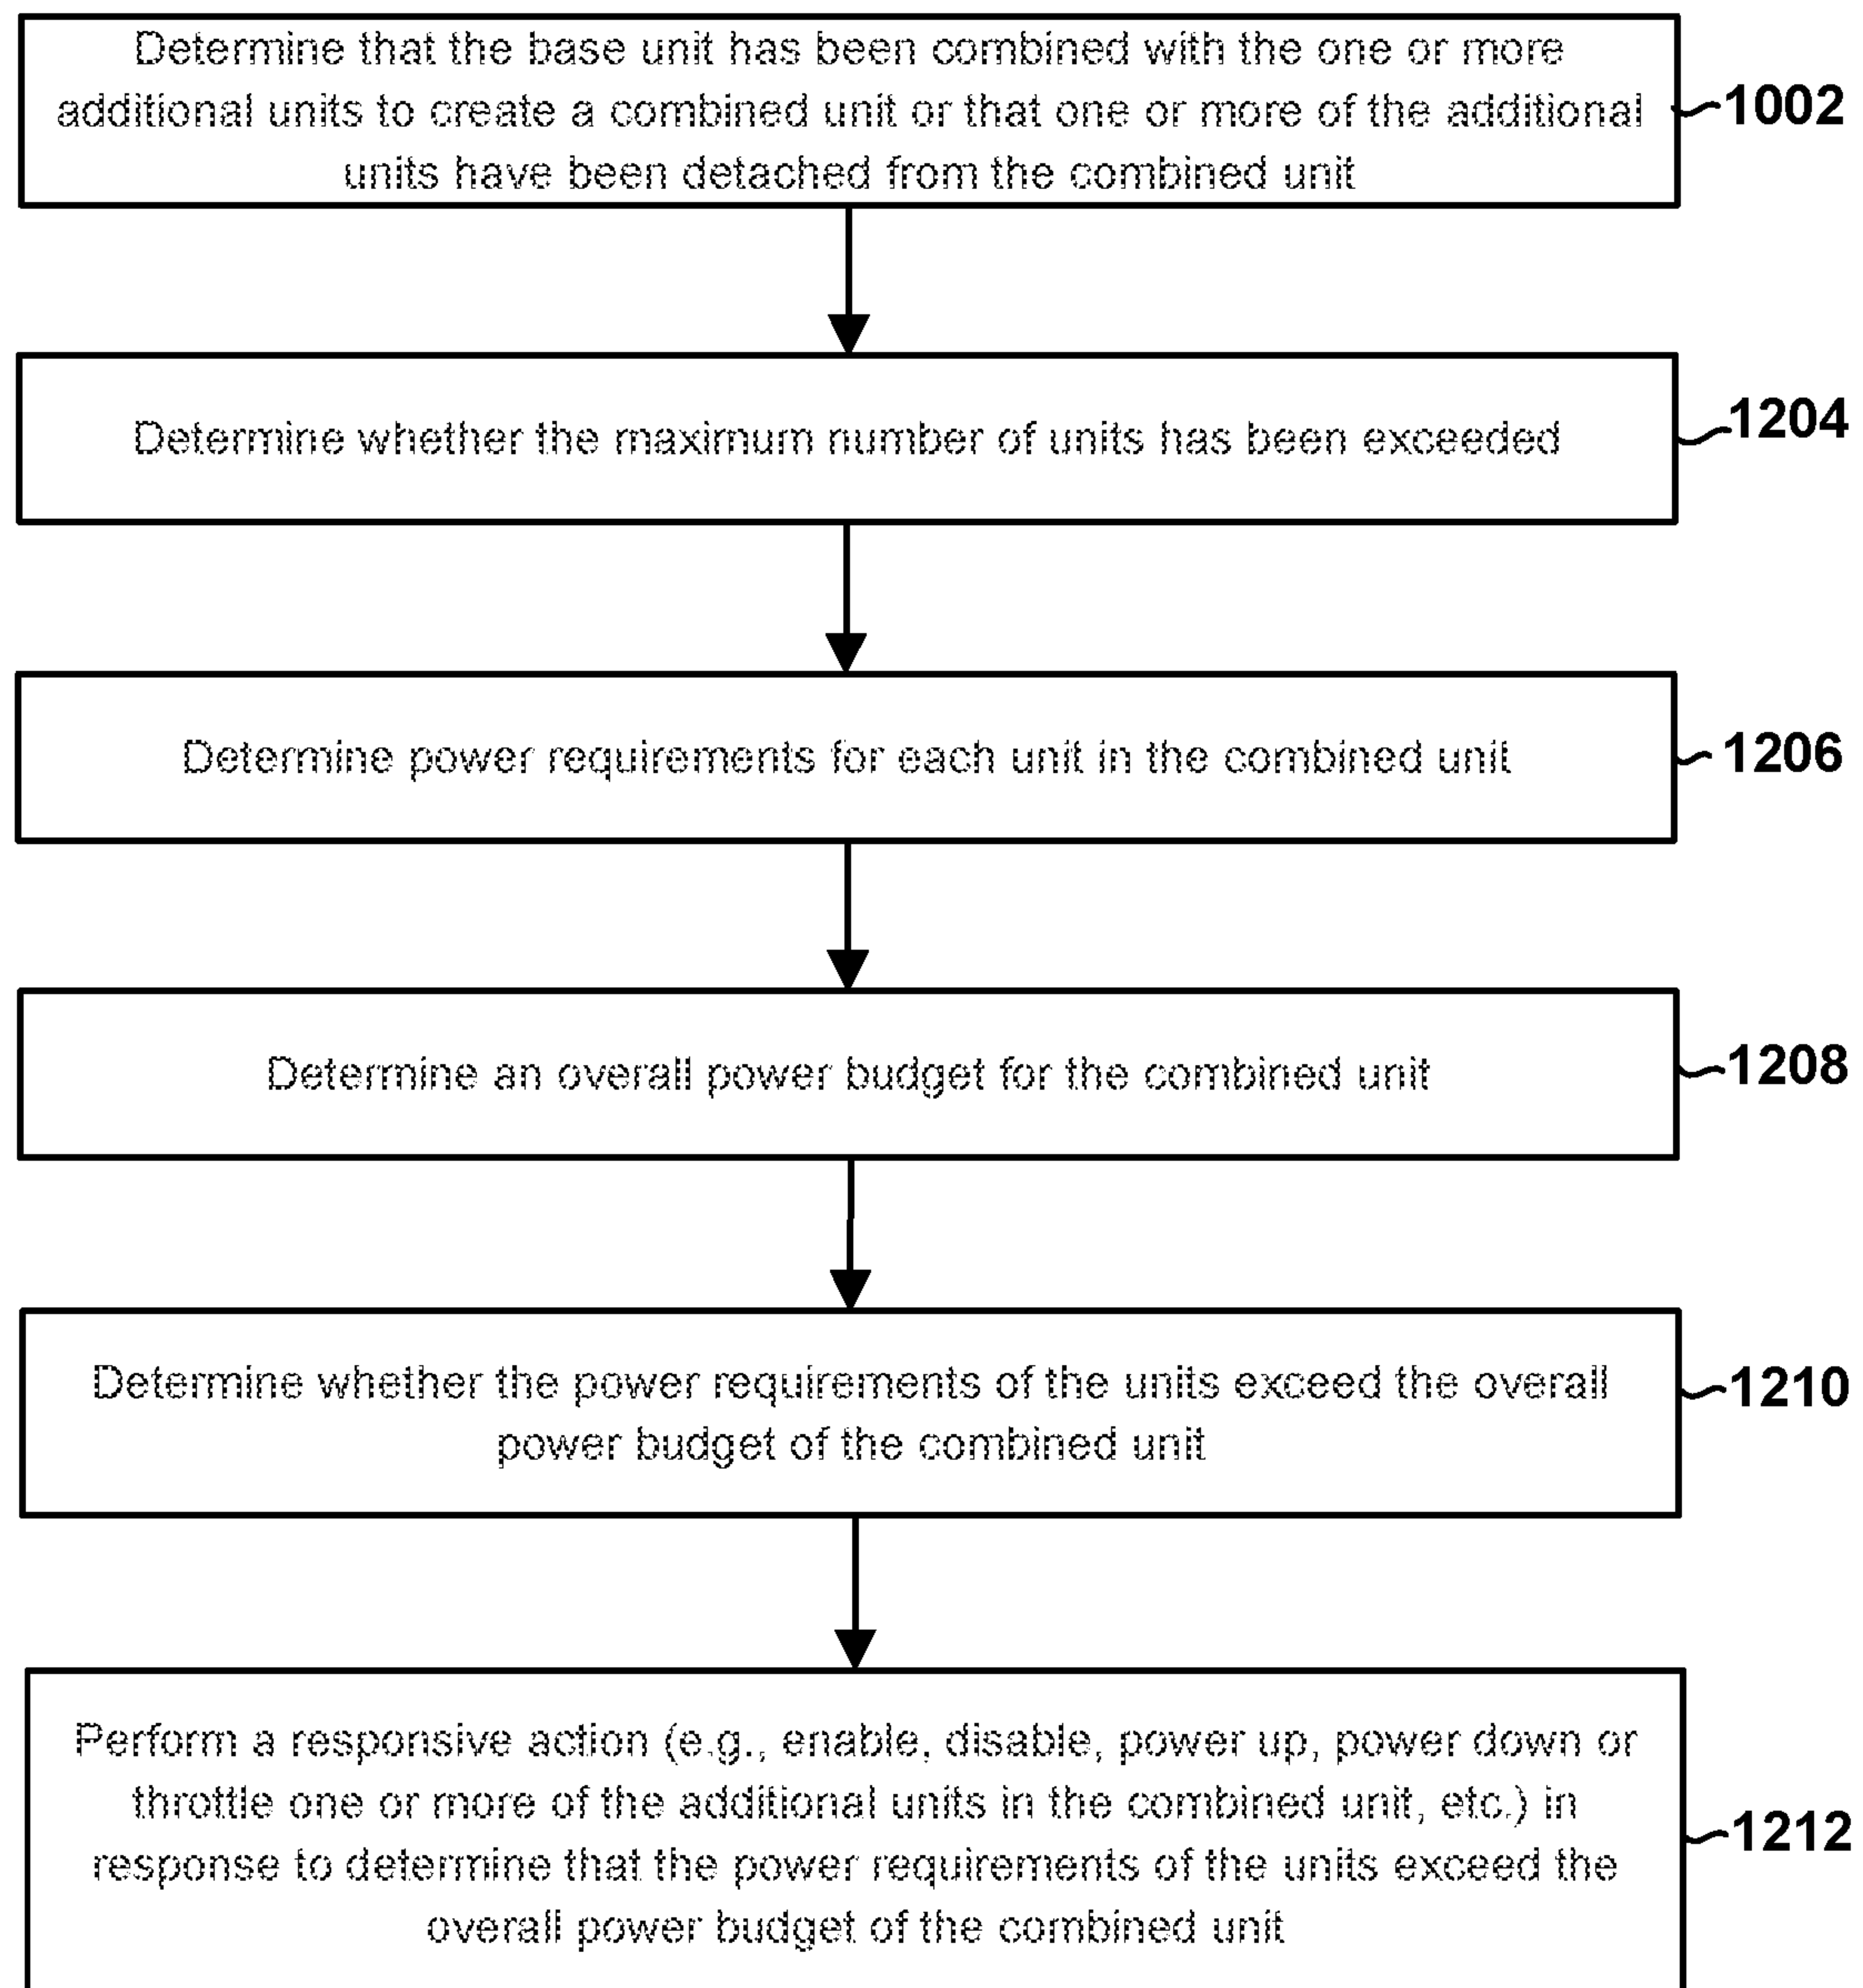 Determine that the base unit has been combined with the one or more
additional units to create a combined unit or that one or more of the additional
units have been detached from the combined unit
1002
Determine whether the maximum number of units has been exceeded
1204
Determine power requirements for each unit in the combined unit
1206
Determine an overall power budget for the combined unit
1208
Determine whether the power requirements of the units exceed the overall
power budget of the combined unit
1210
Perform a responsive action (e.g., enable, disable, power up, power down or
throttle one or more of the additional units in the combined unit, etc.) in
response to determine that the power requirements of the units exceed the
overall power budget of the combined unit
1212